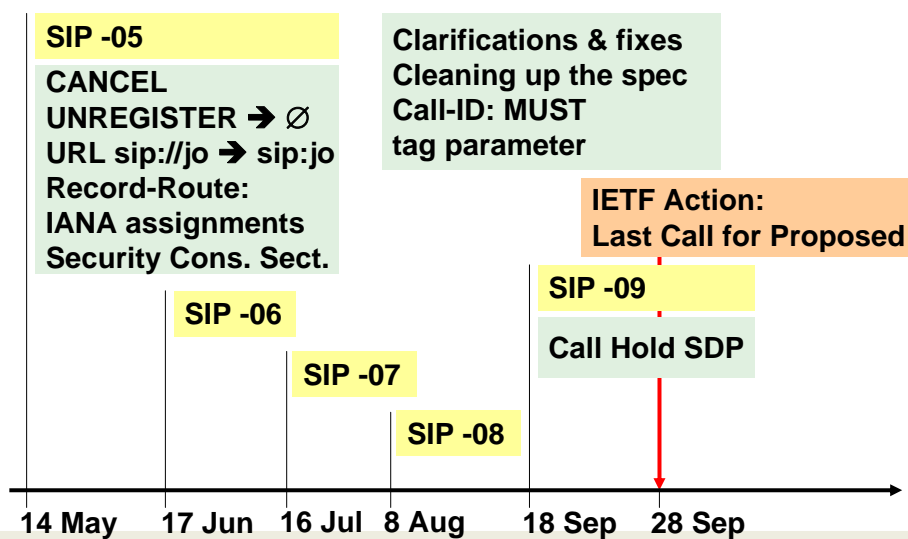 SIP -05
CANCEL
UNREGISTER ➔ ∅
URL sip://jo ➔ sip:jo
Record-Route:
IANA assignments
Security Cons. Sect.
Clarifications & fixes
Cleaning up the spec
Call-ID: MUST
tag parameter
IETF Action:
Last Call for Proposed
SIP -06
SIP -07
SIP -08
SIP -09
Call Hold SDP
14 May
17 Jun
16 Jul
8 Aug
18 Sep
28 Sep